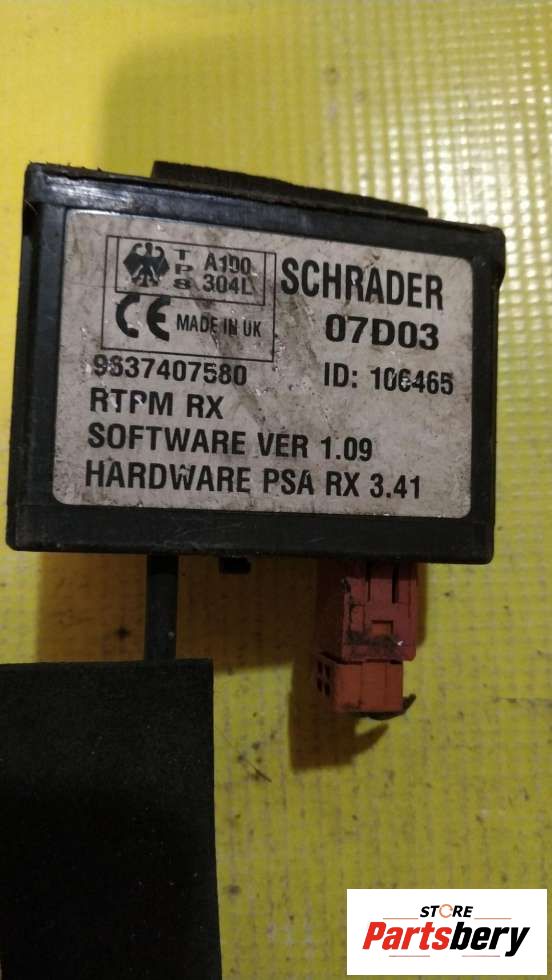 T
P
S
A100
304L
SCHRADER
CE MADE IN UK
07D03
9637407580
ID: 106465
RTPM RX
SOFTWARE VER 1.09
HARDWARE PSA RX 3.41
STORE
Partsbery